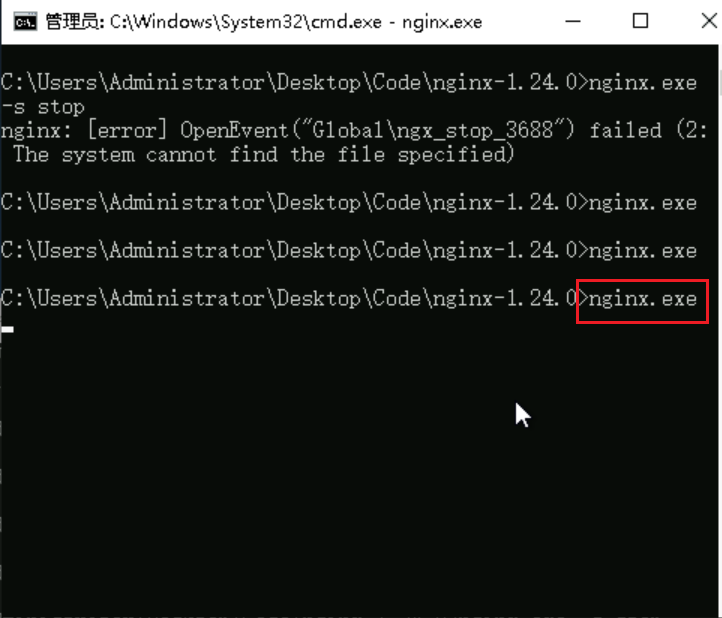 管理员: C:\Windows\System32\cmd.exe - nginx.exe
C:\Users\Administrator\Desktop\Code\nginx-1.24.0>nginx.exe
-s stop
nginx: [error] OpenEvent("Global\ngx_stop_3688") failed (2:
The system cannot find the file specified)
C:\Users\Administrator\Desktop\Code\nginx-1.24.0>nginx.exe
C:\Users\Administrator\Desktop\Code\nginx-1.24.0>nginx.exe
C:\Users\Administrator\Desktop\Code\nginx-1.24.0>nginx.exe